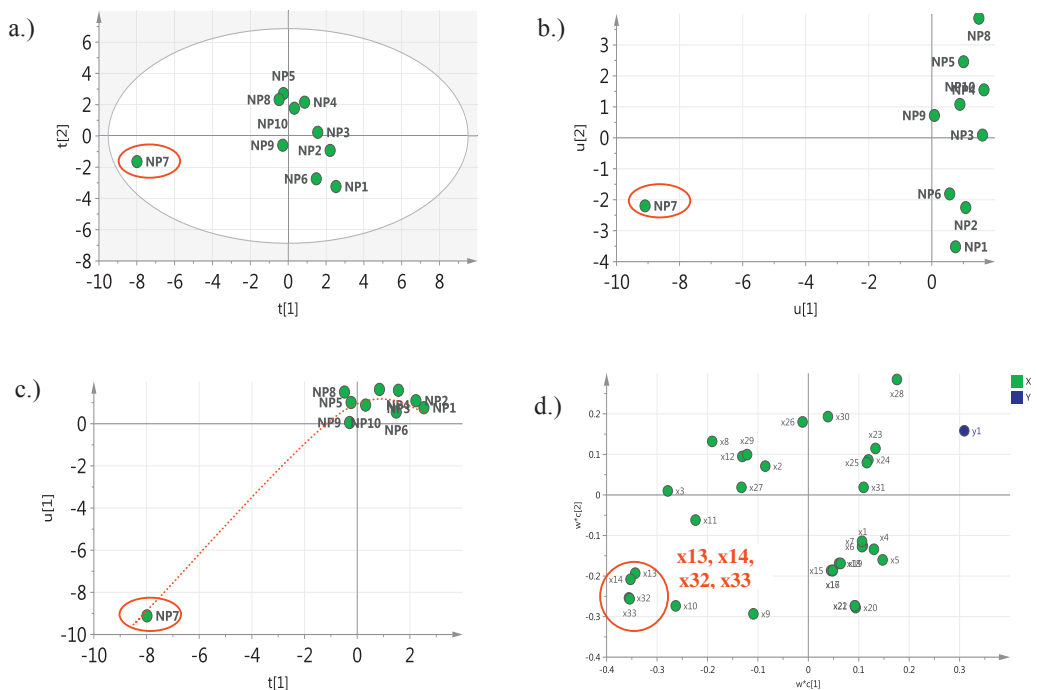 a.)
6
4
2
0
-2
-4
-6
-8
t[2]
NP5
NP8
NP4
NP10
NP3
NP9
NP2
NP7
NP6
NP1
-10 -8 -6 -4 -2 0 2 4 6 8
t[1]
b.)
3
2
1
0
-1
-2
-3
-4
u[2]
NP8
NP5
NP10
NP4
NP9
NP3
NP6
NP7
NP2
NP1
-10 -8 -6 -4 -2 0
u[1]
c.)
0
-2
-4
-6
-8
-10
u[1]
NP8
NP5
NP4
NP3
NP2
NP1
NP9
NP10
NP6
NP7
-10 -8 -6 -4 -2 0 2
t[1]
d.)
X
Y
0.2
0.1
0
-0.1
-0.2
-0.3
-0.4
w*c[2]
x28
x30
x26
y1
x23
x8
x29
x12
x24
x25
x2
x3
x27
x31
x11
x1
x7
x4
x6
x5
x13, x14,
x32, x33
x13
x14
x19
x15
x32
x10
x33
x9
x20
-0.4 -0.3 -0.2 -0.1 0 0.1 0.2 0.3
w*c[1]